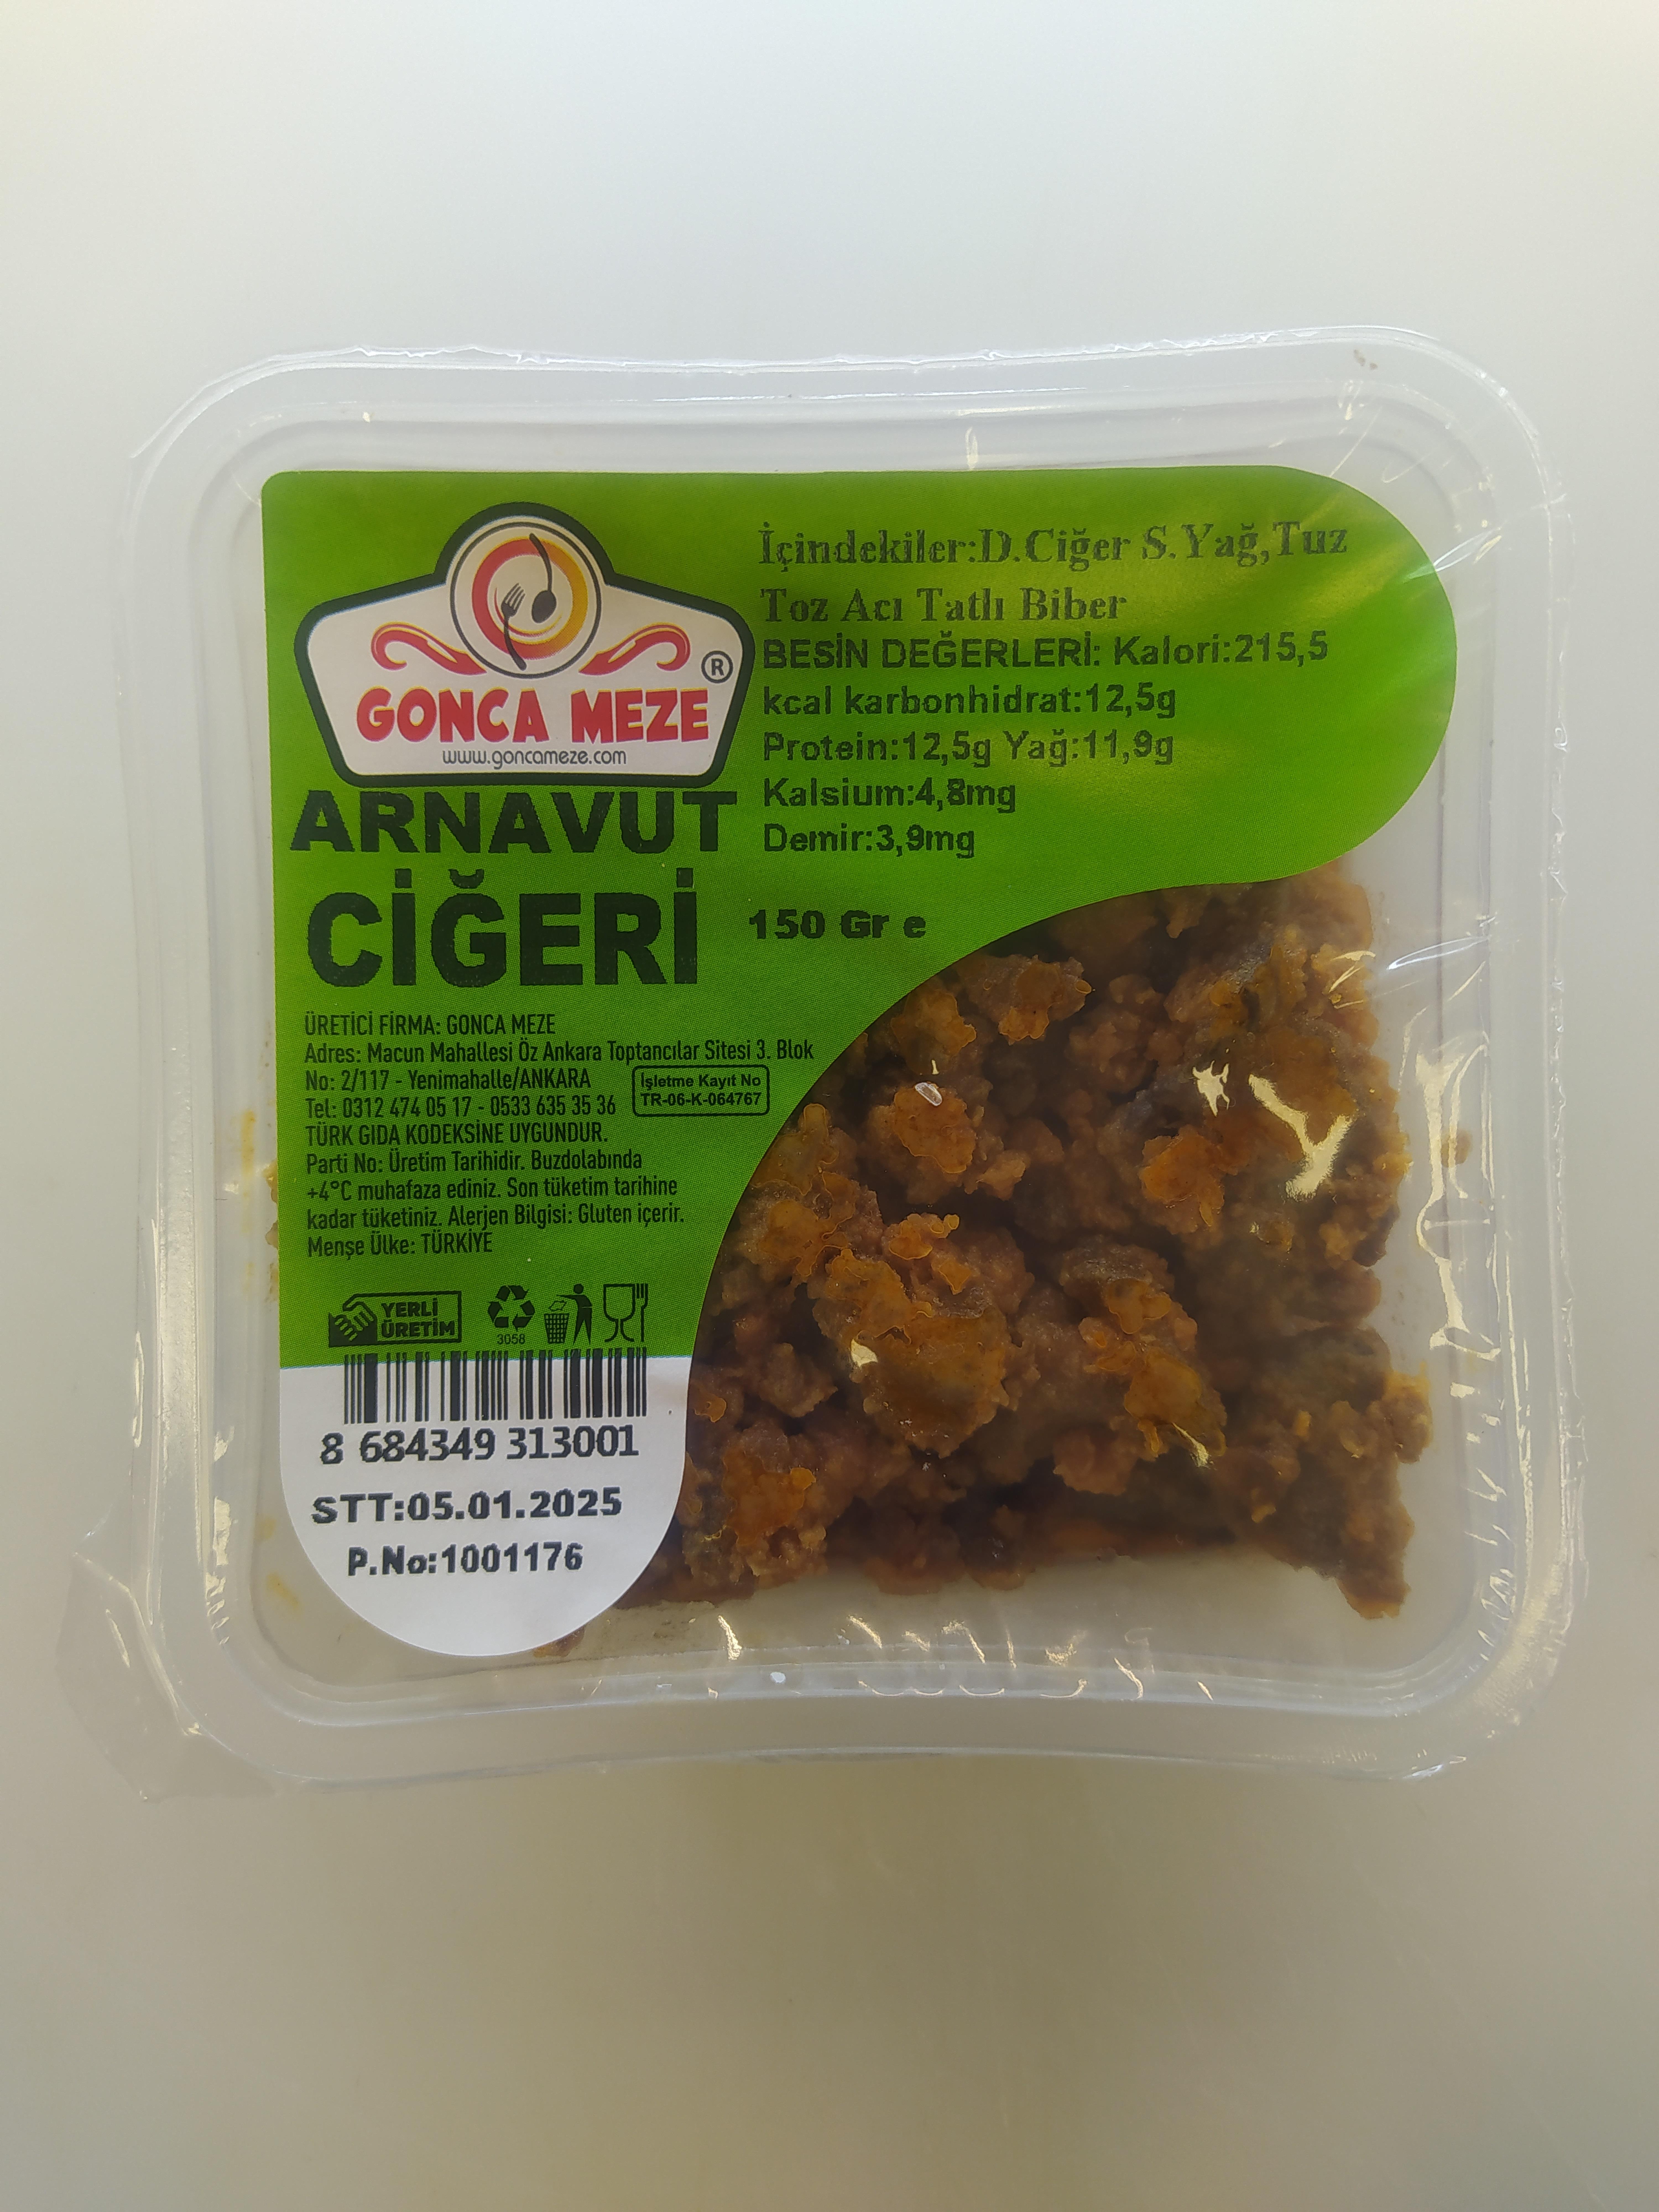 İçindekiler:D.Ciğer S.Yağ,Tuz
Toz Acı Tatlı Biber
BESİN DEĞERLERİ: Kalori:215,5
kcal karbonhidrat:12,5g
Protein:12,5g Yağ:11,9g
Kalsium:4,8mg
Demir:3,9mg
GONCA MEZE ®
www.goncameze.com
ARNAVUT
CİĞERİ
150 Gr e
ÜRETİCİ FİRMA: GONCA MEZE
Adres: Macun Mahallesi Öz Ankara Toptancılar Sitesi 3. Blok
No: 2/117 - Yenimahalle/ANKARA
Tel: 0312 474 05 17 - 0533 635 35 36
İşletme Kayıt No
TR-06-K-064767
TÜRK GIDA KODEKSİNE UYGUNDUR.
Parti No: Üretim Tarihidir. Buzdolabında
+4°C muhafaza ediniz. Son tüketim tarihine
kadar tüketiniz. Alerjen Bilgisi: Gluten içerir.
Menşe Ülke: TÜRKİYE
YERLİ
ÜRETİM
3058
8 684349 313001
STT:05.01.2025
P.No:1001176